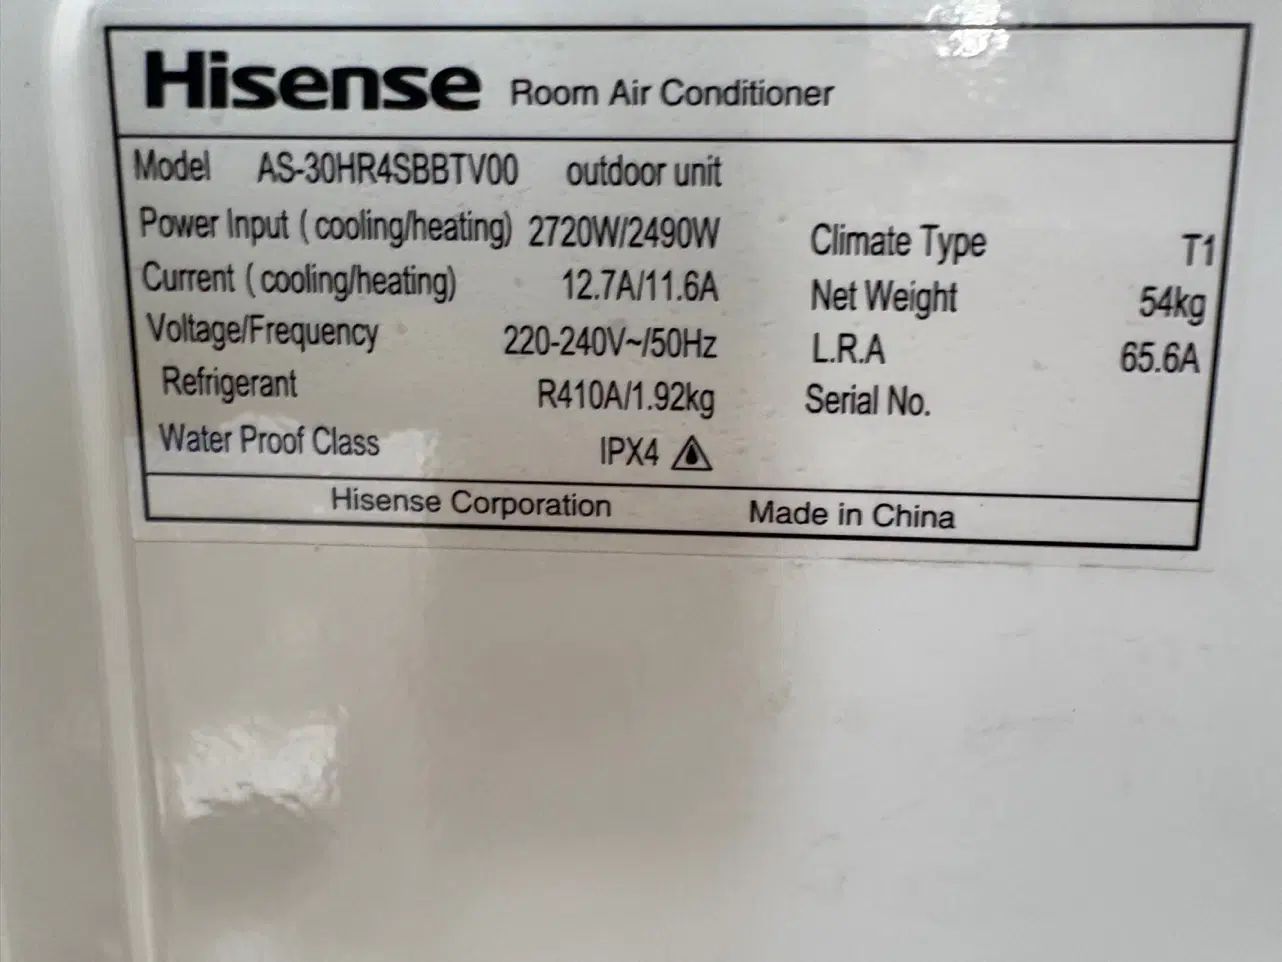 Hisense Room Air Conditioner
Model AS-30HR4SBBTV00 outdoor unit
Power Input ( cooling/heating) 2720W/2490W
Current ( cooling/heating) 12.7A/11.6A
Voltage/Frequency 220-240V~/50Hz
Refrigerant R410A/1.92kg
Water Proof Class IPX4
Climate Type T1
Net Weight 54kg
L.R.A 65.6A
Serial No.
Hisense Corporation Made in China